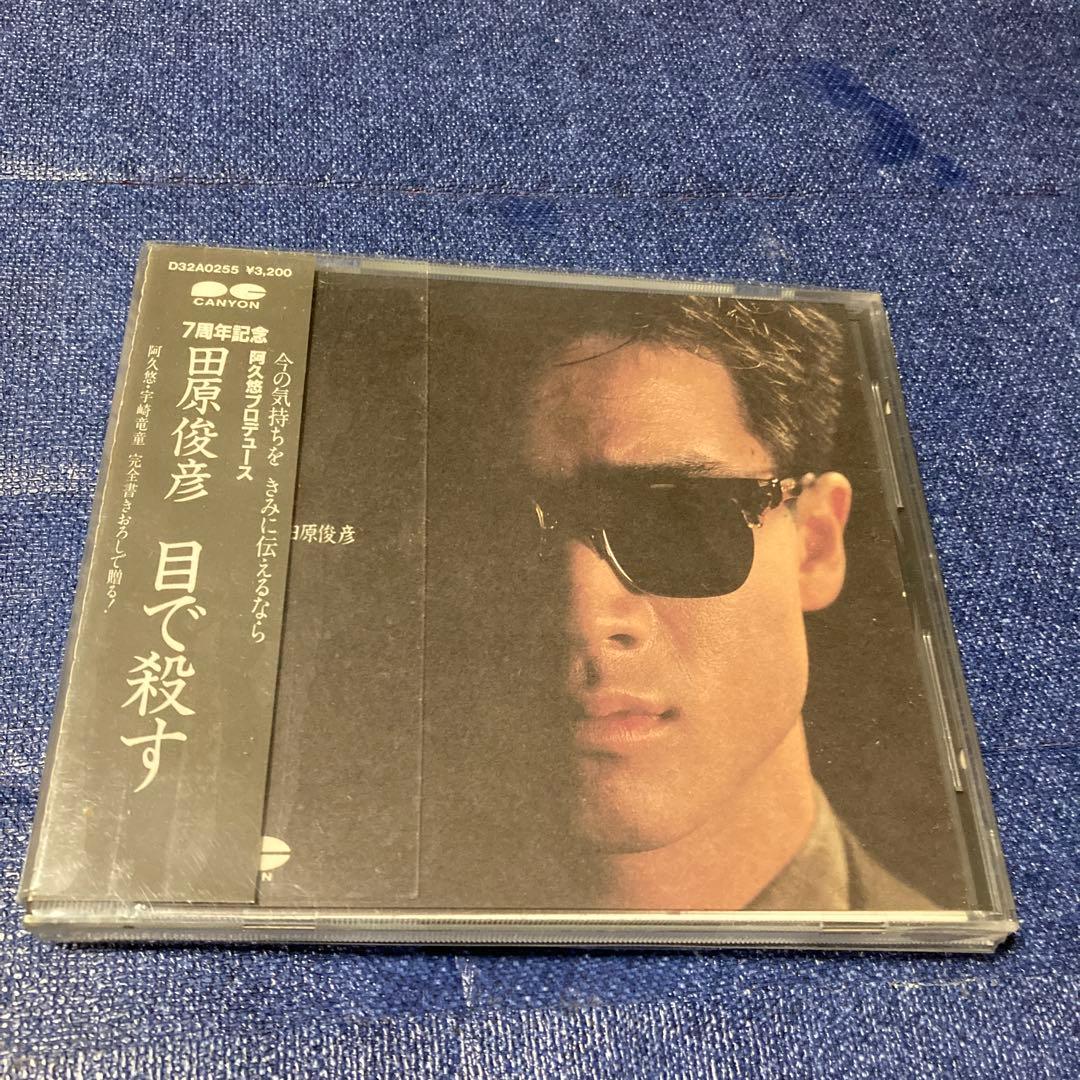 D32A0255 ¥3,200
CANYON
7周年記念
今の気持ちを きみに伝えるなら
阿久悠プロデュース
田原俊彦 目で殺す
阿久悠・宇崎竜童 完全書きおろしで贈る!
田原俊彦
N